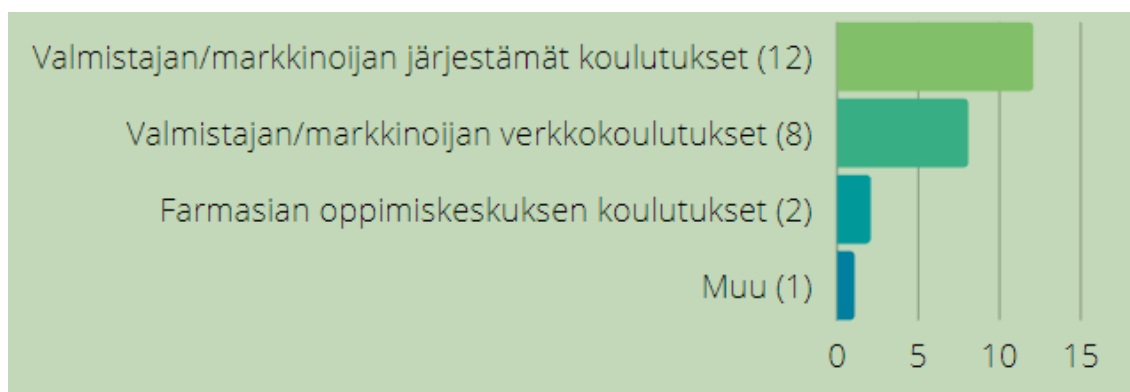 Valmistajan/markkinoijan järjestämät koulutukset (12)
Valmistajan/markkinoijan verkkokoulutukset (8)
Farmasian oppimiskeskuksen koulutukset (2)
Muu (1)
0 5 10 15